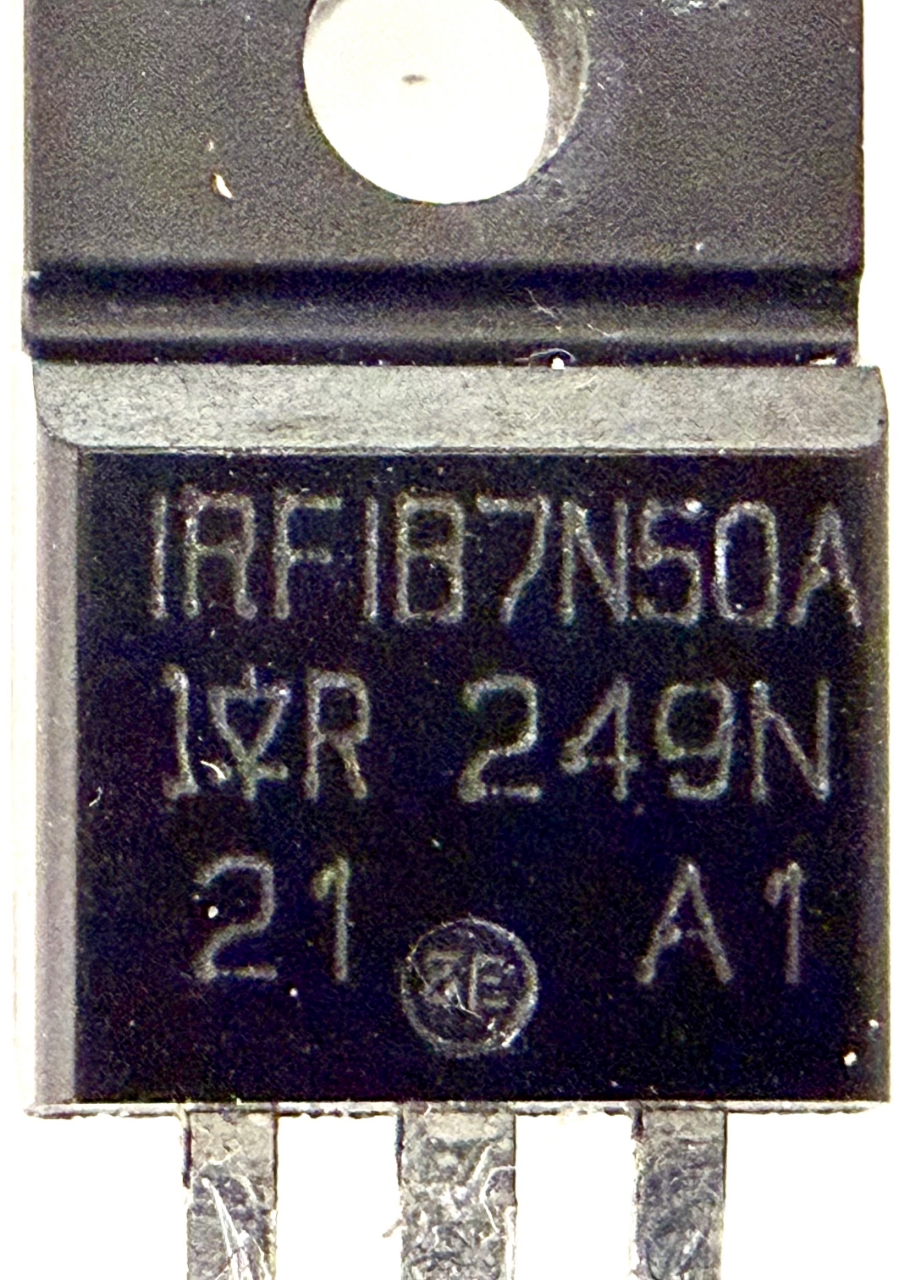 IRFIB7N50A
I R 249N
21 A1